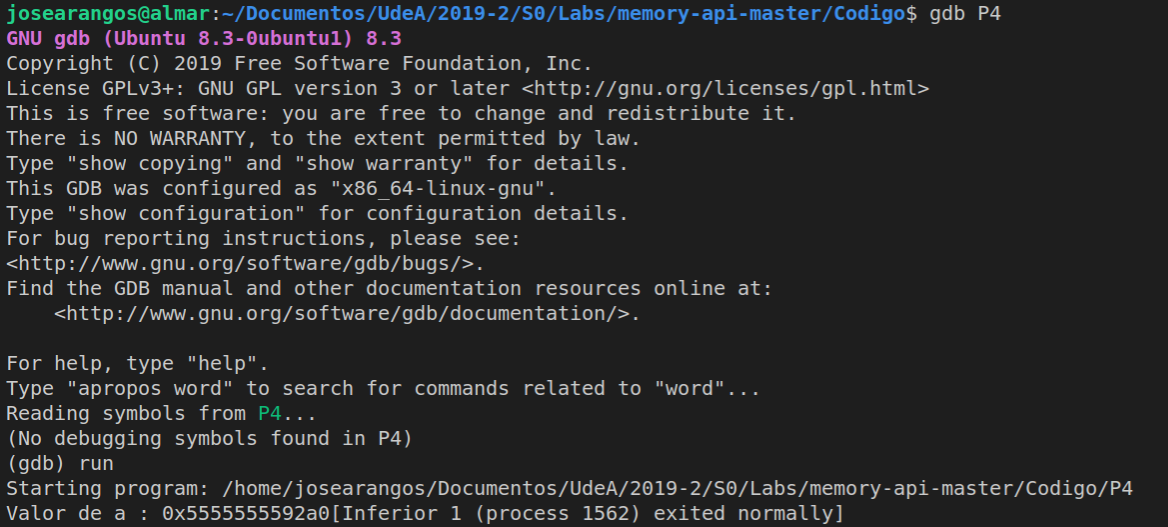 josearangos@almar:~/Documentos/UdeA/2019-2/S0/Labs/memory-api-master/Codigo$ gdb P4
GNU gdb (Ubuntu 8.3-0ubuntu1) 8.3
Copyright (C) 2019 Free Software Foundation, Inc.
License GPLv3+: GNU GPL version 3 or later <http://gnu.org/licenses/gpl.html>
This is free software: you are free to change and redistribute it.
There is NO WARRANTY, to the extent permitted by law.
Type "show copying" and "show warranty" for details.
This GDB was configured as "x86_64-linux-gnu".
Type "show configuration" for configuration details.
For bug reporting instructions, please see:
<http://www.gnu.org/software/gdb/bugs/>.
Find the GDB manual and other documentation resources online at:
    <http://www.gnu.org/software/gdb/documentation/>.

For help, type "help".
Type "apropos word" to search for commands related to "word"...
Reading symbols from P4...
(No debugging symbols found in P4)
(gdb) run
Starting program: /home/josearangos/Documentos/UdeA/2019-2/S0/Labs/memory-api-master/Codigo/P4
Valor de a : 0x5555555592a0[Inferior 1 (process 1562) exited normally]